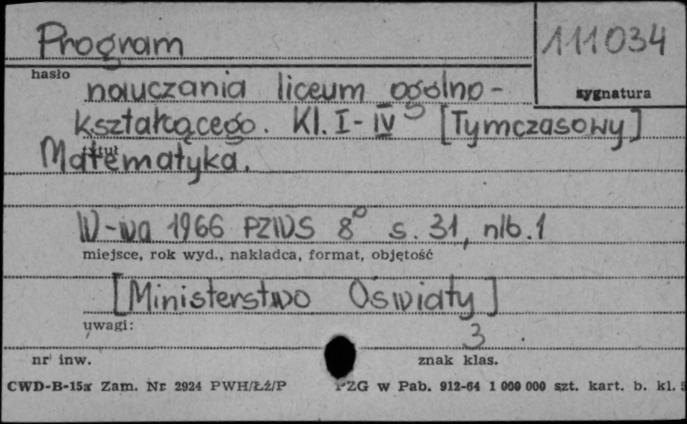 Program
111034
hasło
sygnatura
nauczania liceum ogólno-
kształcącego. Kl. I-IV [Tymczasowy]
tytuł
Matematyka.
W-wa 1966 PZWS 8° s. 31, nlb. 1
miejsce, rok wyd., nakładca, format, objętość
[Ministerstwo Oświaty]
uwagi:
3
nr inw.
znak klas.
CWD-B-15a Zam. Nr 2924 PWH/Łż/P PZG w Pab. 912-64 1 000 000 szt. kart. b. kl. 5